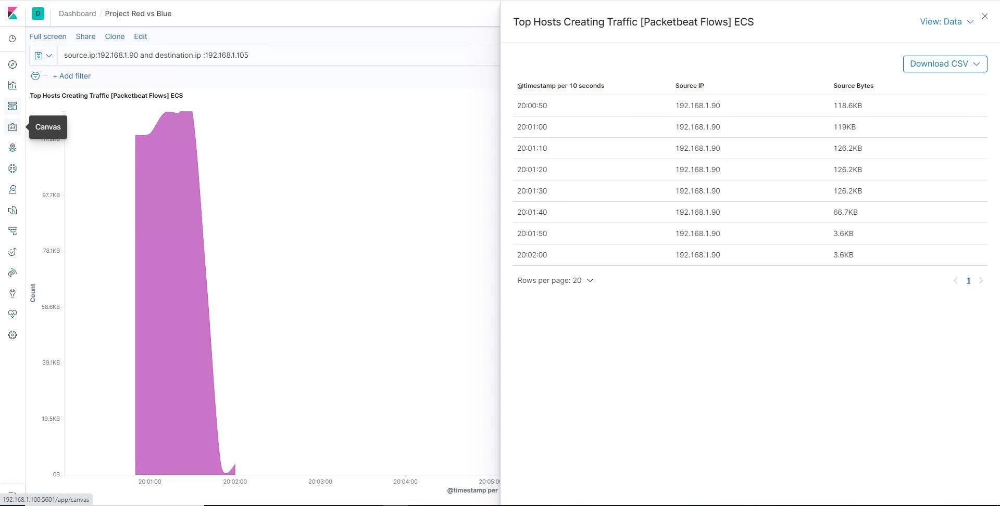 D
Dashboard / Project Red vs Blue
Full screen Share Clone Edit
source.ip:192.168.1.90 and destination.ip :192.168.1.105
+ Add filter
Top Hosts Creating Traffic [Packetbeat Flows] ECS
Canvas
117.2KB
97.7KB
78.1KB
58.6KB
39.1KB
19.5KB
0B
Count
20:01:00 20:02:00 20:03:00 20:04:00 20:05:00
@timestamp per
192.168.1.100:5601/app/canvas
Top Hosts Creating Traffic [Packetbeat Flows] ECS
View: Data
Download CSV
@timestamp per 10 seconds Source IP Source Bytes
20:00:50 192.168.1.90 118.6KB
20:01:00 192.168.1.90 119KB
20:01:10 192.168.1.90 126.2KB
20:01:20 192.168.1.90 126.2KB
20:01:30 192.168.1.90 126.2KB
20:01:40 192.168.1.90 66.7KB
20:01:50 192.168.1.90 3.6KB
20:02:00 192.168.1.90 3.6KB
Rows per page: 20
1